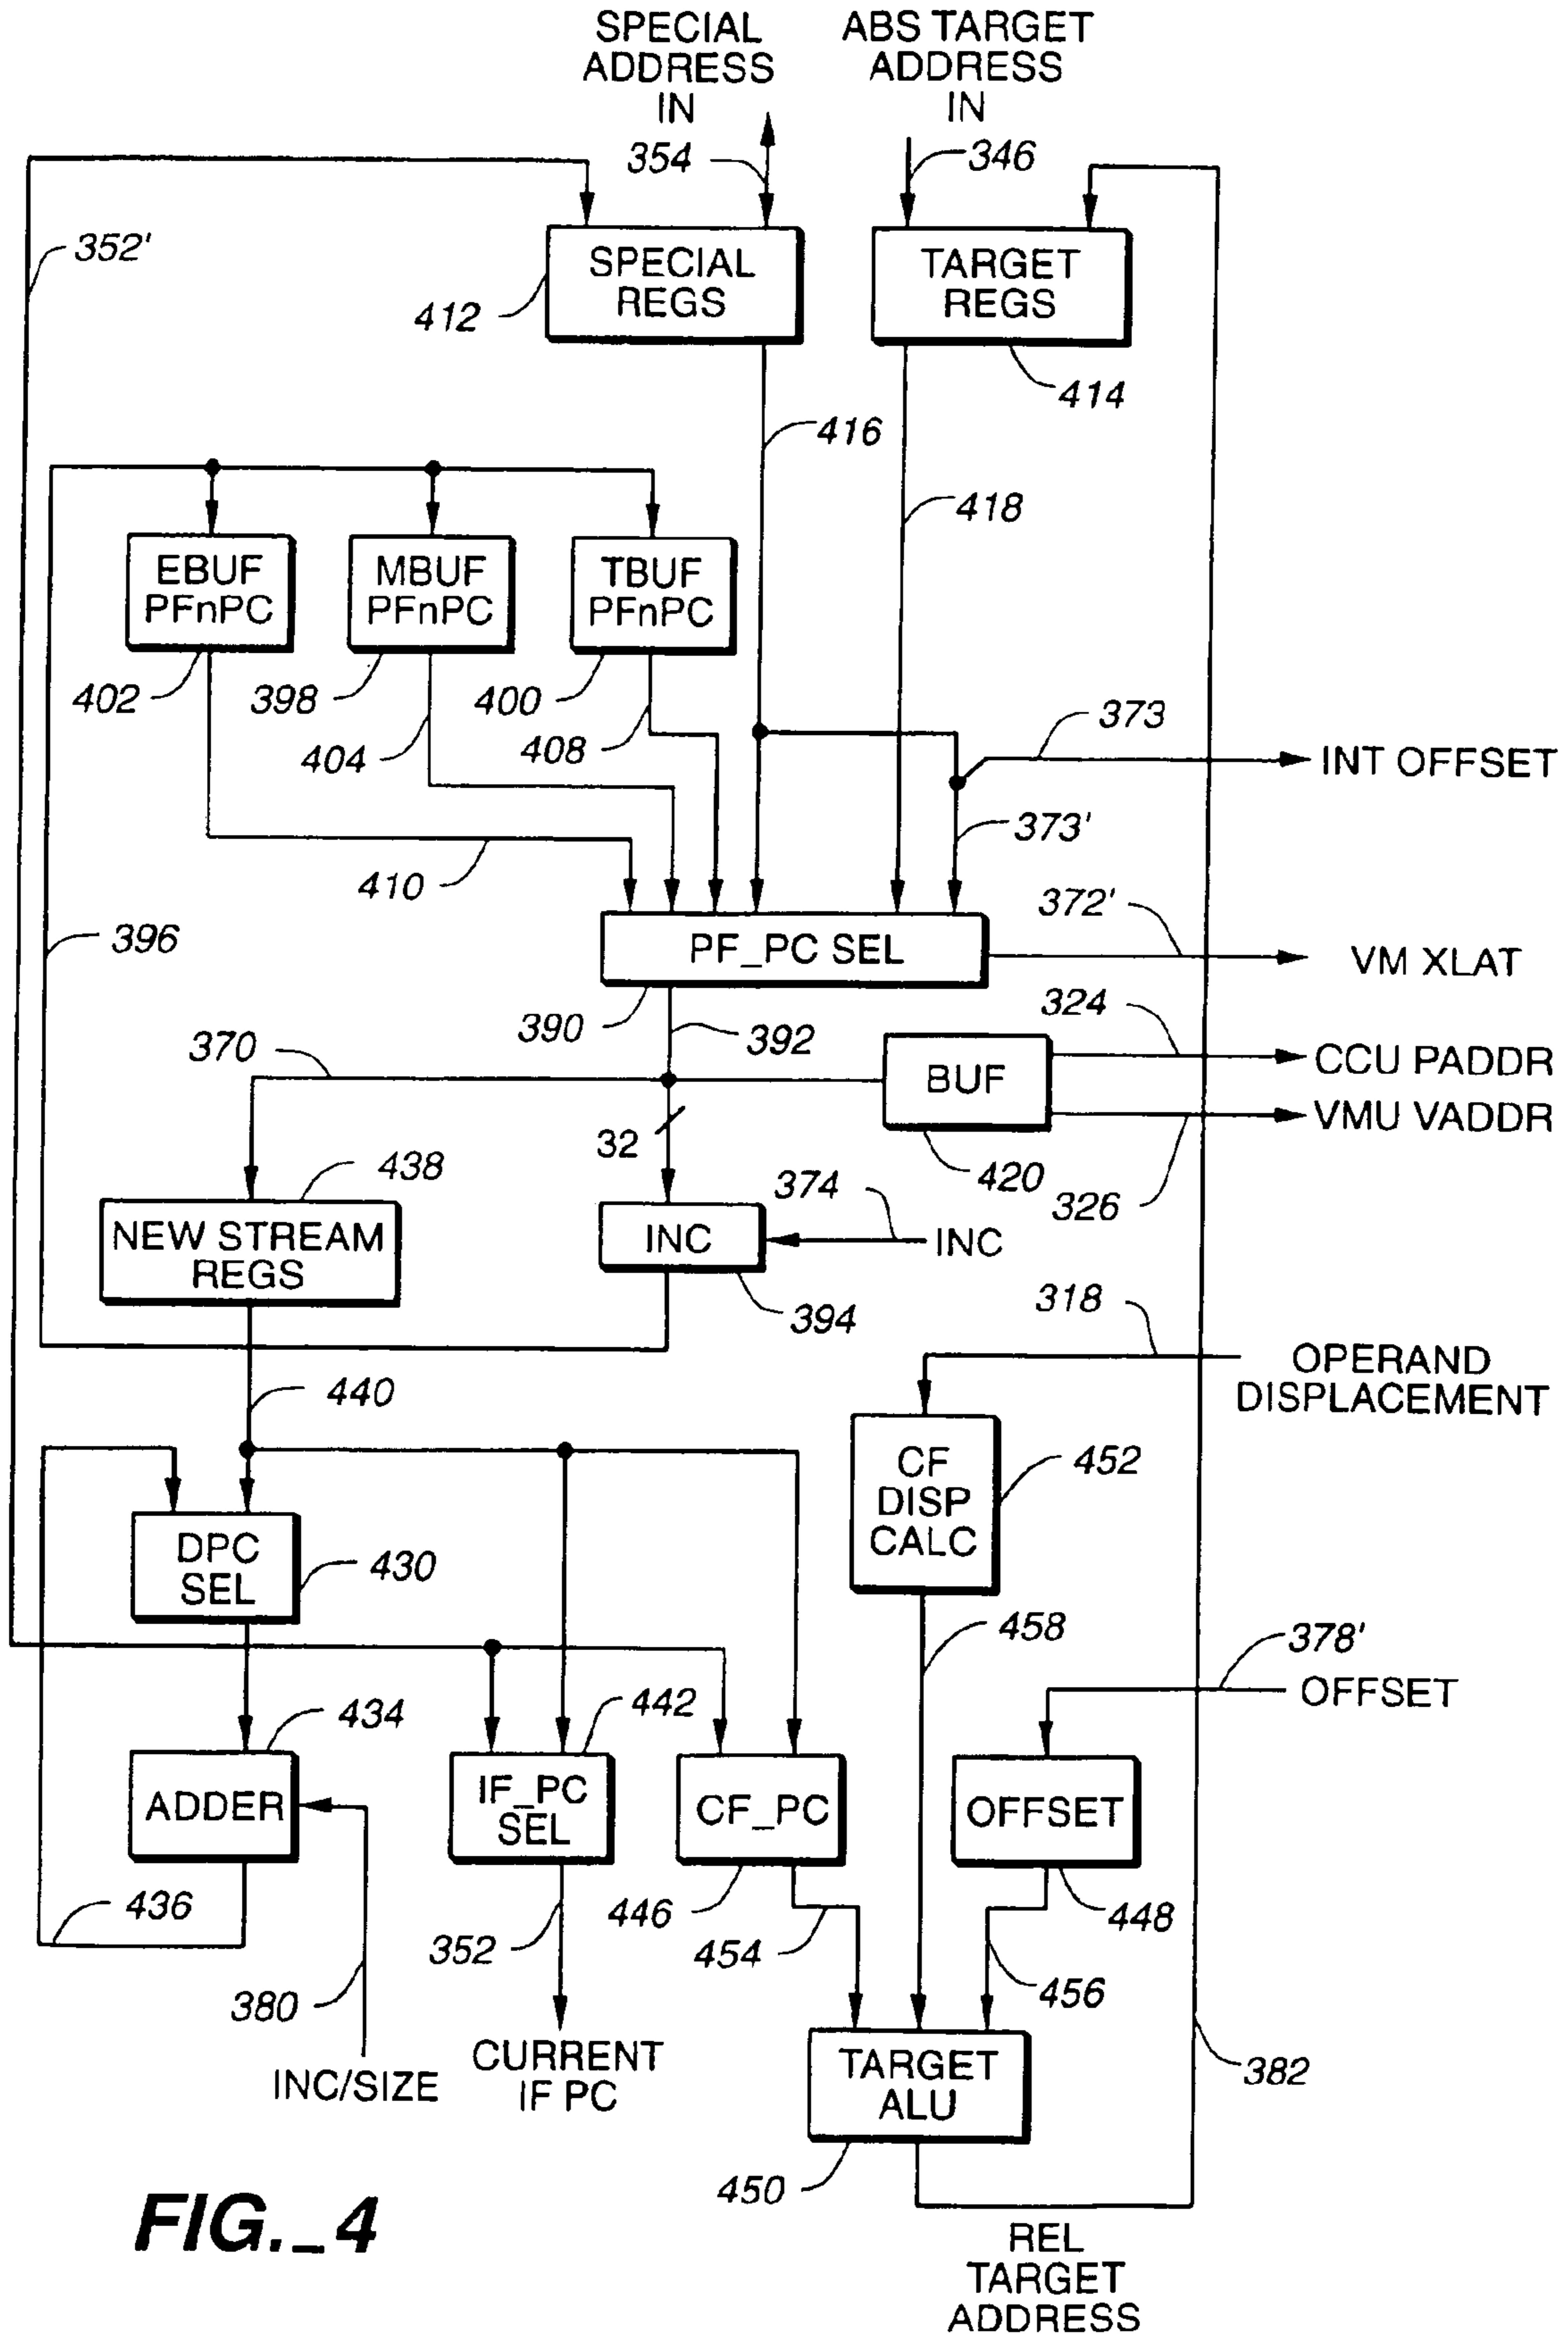 SPECIAL
ADDRESS
IN
ABS TARGET
ADDRESS
IN
354
346
352'
SPECIAL
REGS
TARGET
REGS
412
414
416
418
EBUF
PFnPC
MBUF
PFnPC
TBUF
PFnPC
402
398
400
404
408
373
INT OFFSET
373'
410
372'
396
PF_PC SEL
VM XLAT
390
392
324
370
BUF
CCU PADDR
VMU VADDR
32
438
374
420
326
NEW STREAM
REGS
INC
INC
394
318
440
OPERAND
DISPLACEMENT
CF
DISP
CALC
452
DPC
SEL
430
458
378'
434
442
OFFSET
ADDER
IF_PC
SEL
CF_PC
OFFSET
436
446
448
352
454
456
380
CURRENT
IF PC
INC/SIZE
TARGET
ALU
382
450
FIG._4
REL
TARGET
ADDRESS